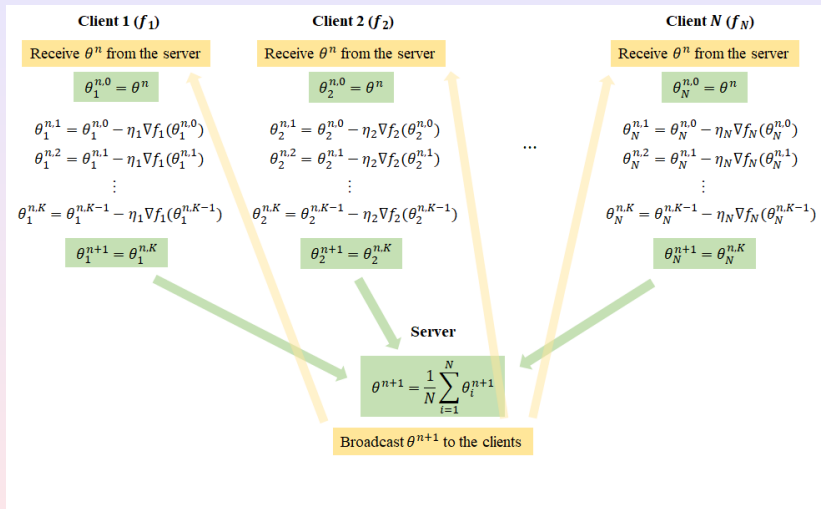 Client 1 (𝑓₁)
Receive θⁿ from the server
θ₁^{n,0} = θⁿ
θ₁^{n,1} = θ₁^{n,0} − η₁∇f₁(θ₁^{n,0})
θ₁^{n,2} = θ₁^{n,1} − η₁∇f₁(θ₁^{n,1})
⋮
θ₁^{n,K} = θ₁^{n,K−1} − η₁∇f₁(θ₁^{n,K−1})
θ₁^{n+1} = θ₁^{n,K}
Client 2 (f₂)
Receive θⁿ from the server
θ₂^{n,0} = θⁿ
θ₂^{n,1} = θ₂^{n,0} − η₂∇f₂(θ₂^{n,0})
θ₂^{n,2} = θ₂^{n,1} − η₂∇f₂(θ₂^{n,1})
⋮
θ₂^{n,K} = θ₂^{n,K−1} − η₂∇f₂(θ₂^{n,K−1})
θ₂^{n+1} = θ₂^{n,K}
...
Client N (f_N)
Receive θⁿ from the server
θ_N^{n,0} = θⁿ
θ_N^{n,1} = θ_N^{n,0} − η_N∇f_N(θ_N^{n,0})
θ_N^{n,2} = θ_N^{n,1} − η_N∇f_N(θ_N^{n,1})
⋮
θ_N^{n,K} = θ_N^{n,K−1} − η_N∇f_N(θ_N^{n,K−1})
θ_N^{n+1} = θ_N^{n,K}
Server
θ^{n+1} = 1/N ∑_{i=1}^{N} θ_i^{n+1}
Broadcast θ^{n+1} to the clients